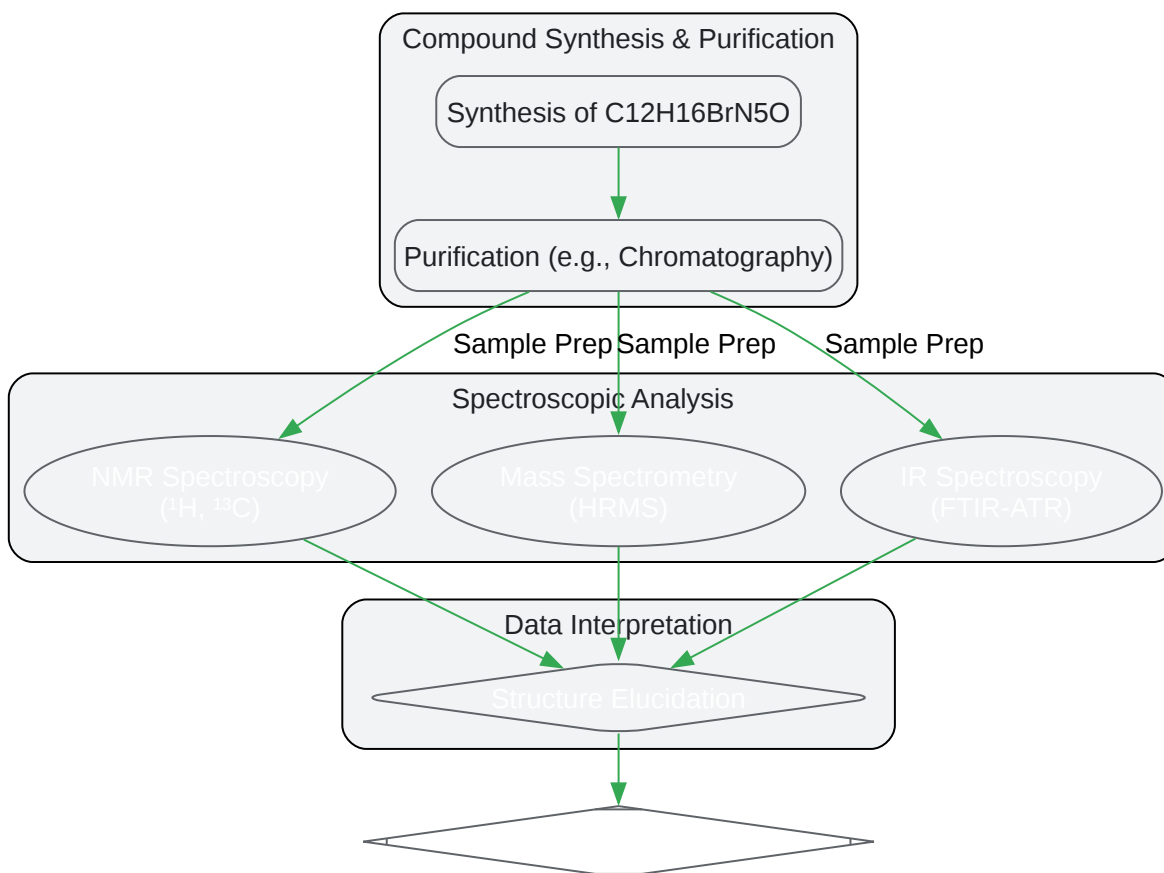 Compound Synthesis & Purification
Synthesis of C12H16BrN5O
Purification (e.g., Chromatography)
Sample Prep Sample Prep Sample Prep
Spectroscopic Analysis
NMR Spectroscopy
(¹H, ¹³C)
Mass Spectrometry
(HRMS)
IR Spectroscopy
(FTIR-ATR)
Data Interpretation
Structure Elucidation